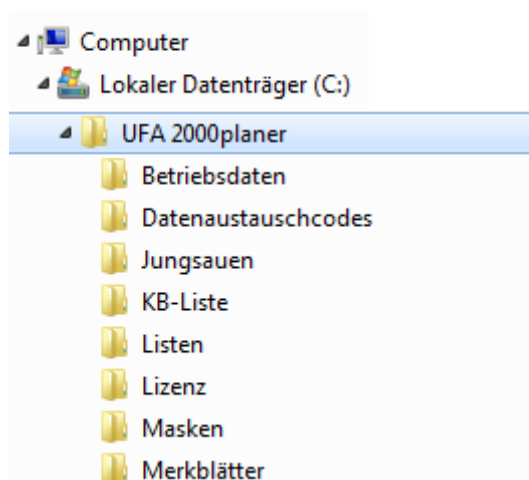 Computer
Lokaler Datenträger (C:)
UFA 2000planer
Betriebsdaten
Datenaustauschcodes
Jungsauen
KB-Liste
Listen
Lizenz
Masken
Merkblätter